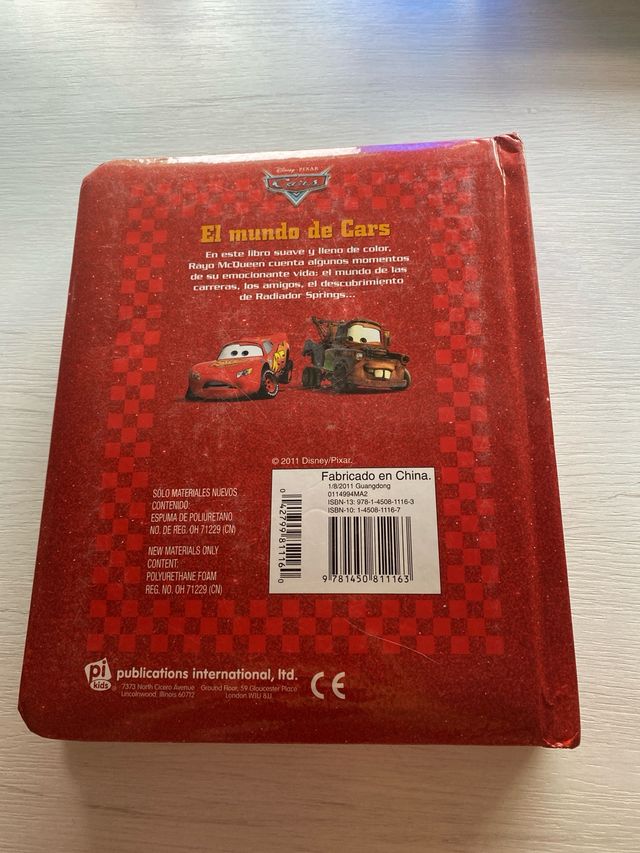 DISNEY · PIXAR
Cars
El mundo de Cars
En este libro suave y lleno de color,
Rayo McQueen cuenta algunos momentos
de su emocionante vida: el mundo de las
carreras, los amigos, el descubrimiento
de Radiador Springs...
© 2011 Disney/Pixar.
SÓLO MATERIALES NUEVOS
CONTENIDO:
ESPUMA DE POLIURETANO
NO. DE REG. OH 71229 (CN)
NEW MATERIALS ONLY
CONTENT:
POLYURETHANE FOAM
REG. NO. OH 71229 (CN)
0 42799 81116 0
Fabricado en China.
1/8/2011 Guangdong
0114994MA2
ISBN-13: 978-1-4508-1116-3
ISBN-10: 1-4508-1116-7
9 781450 811163
pi kids
publications international, ltd.
7373 North Cicero Avenue
Lincolnwood, Illinois 60712
Ground Floor, 59 Gloucester Place
London W1U 8JJ
CE